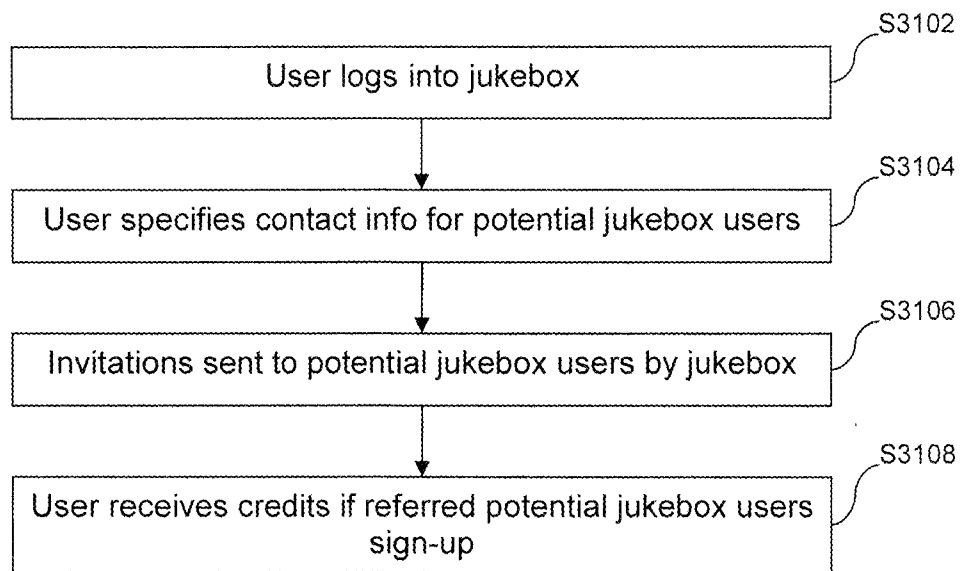 S3102
User logs into jukebox
S3104
User specifies contact info for potential jukebox users
S3106
Invitations sent to potential jukebox users by jukebox
S3108
User receives credits if referred potential jukebox users
sign-up